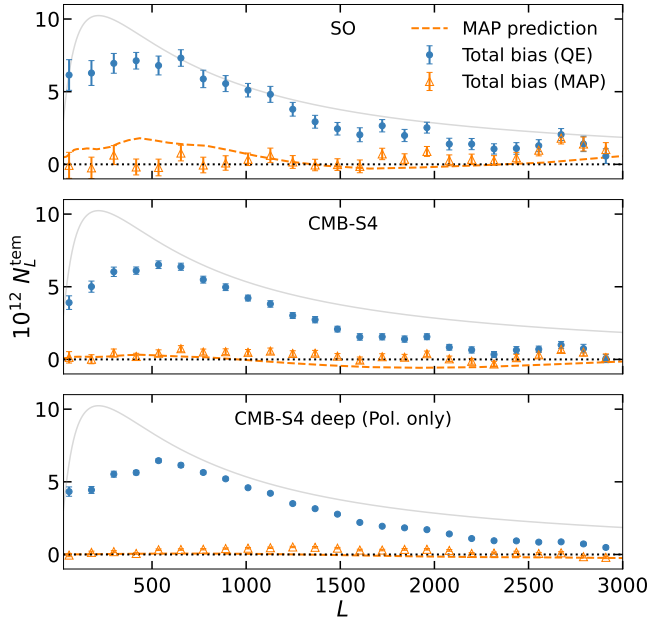 SO
MAP prediction
Total bias (QE)
Total bias (MAP)
10
5
0
CMB-S4
10
5
0
10^{12} N_L^{tem}
CMB-S4 deep (Pol. only)
10
5
0
500 1000 1500 2000 2500 3000
L